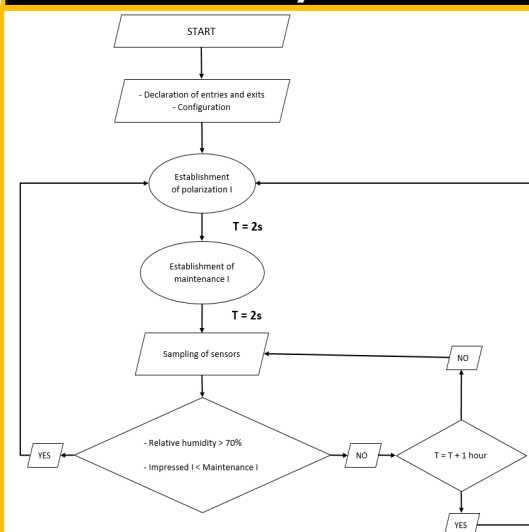 START
- Declaration of entries and exits
- Configuration
Establishment
of polarization I
T = 2s
Establishment of
maintenance I
T = 2s
Sampling of sensors
NO
- Relative humidity > 70%
- Impressed I < Maintenance I
YES
NO
T = T + 1 hour
YES